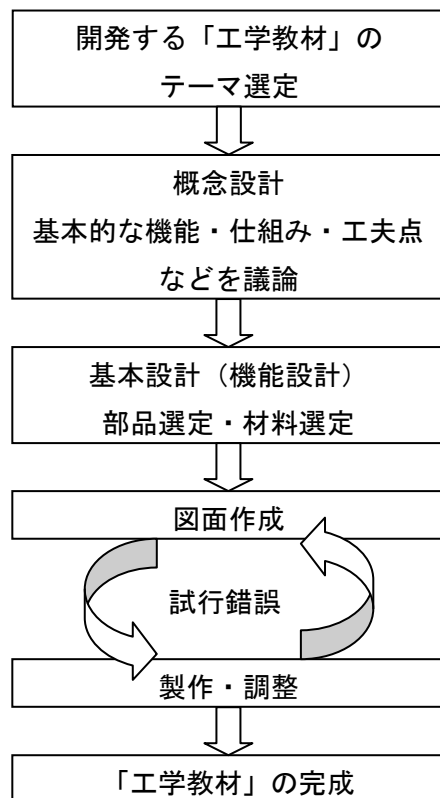 開発する「工学教材」の
テーマ選定
概念設計
基本的な機能・仕組み・工夫点
などを議論
基本設計（機能設計）
部品選定・材料選定
図面作成
試行錯誤
製作・調整
「工学教材」の完成